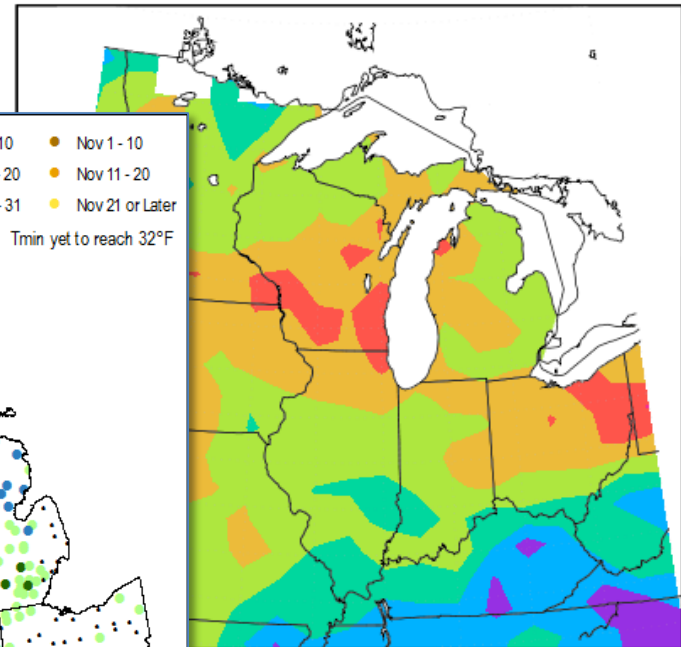 10 Nov 1 - 10
20 Nov 11 - 20
- 31 Nov 21 or Later
Tmin yet to reach 32°F